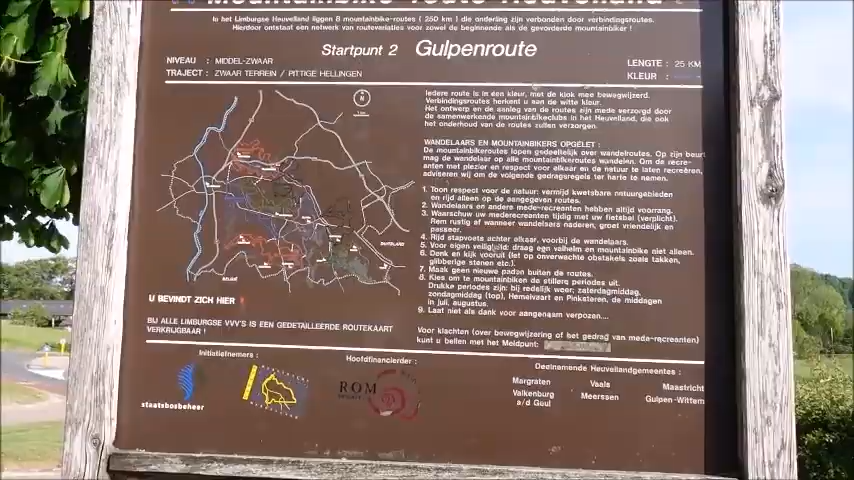 Mountainbike-route Heuvelland
In het Limburgse Heuvelland liggen 8 mountainbike-routes ( 250 km ) die onderling zijn verbonden door verbindingsroutes.
Hierdoor ontstaat een netwerk van routevariaties voor zowel de beginnende als de gevorderde mountainbiker !
Startpunt 2 Gulpenroute
NIVEAU : MIDDEL-ZWAAR
LENGTE : 25 KM
TRAJECT : ZWAAR TERREIN / PITTIGE HELLINGEN
KLEUR :
Iedere route is in een kleur, met de klok mee bewegwijzerd.
Verbindingsroutes herkent u aan de witte kleur.
Het ontwerp en de aanleg van de routes zijn mede verzorgd door
de samenwerkende mountainbikeclubs in het Heuvelland, die ook
het onderhoud van de routes zullen verzorgen.
WANDELAARS EN MOUNTAINBIKERS OPGELET :
De mountainbikeroutes lopen gedeeltelijk over wandelroutes. Op zijn beurt
mag de wandelaar op alle mountainbikeroutes wandelen. Om de recre-
anten met plezier en respect voor elkaar en de natuur te laten recreëren,
adviseren wij om de volgende gedragsregels ter harte te nemen.
1. Toon respect voor de natuur: vermijd kwetsbare natuurgebieden
en rijd alleen op de aangegeven routes.
2. Wandelaars en andere mede-recreanten hebben altijd voorrang.
3. Waarschuw uw mederecreanten tijdig met uw fietsbel (verplicht).
Rem rustig af wanneer wandelaars naderen, groet vriendelijk en
passeer.
4. Rijd stapvoets achter elkaar, voorbij de wandelaars.
5. Voor eigen veiligheid: draag een valhelm en mountainbike niet alleen.
6. Denk en kijk vooruit (let op onverwachte obstakels zoals takken,
glibberige stenen etc.).
7. Maak geen nieuwe paden buiten de routes.
8. Kies om te mountainbiken de stillere periodes uit.
Drukke periodes zijn: bij redelijk weer: zaterdagmiddag,
zondagmiddag (top), Hemelvaart en Pinksteren, de middagen
in juli, augustus.
9. Laat niet als dank voor aangenaam verpozen....
DUITSLAND
BELGIE
U BEVINDT ZICH HIER
BIJ ALLE LIMBURGSE VVV'S IS EEN GEDETAILLEERDE ROUTEKAART
VERKRIJGBAAR !
Voor klachten (over bewegwijzering of het gedrag van mede-recreanten)
kunt u bellen met het Meldpunt:
Initiatiefnemers :
Hoofdfinancierder :
Deelnemende Heuvellandgemeentes :
staatsbosbeheer
ROM
Margraten Vaals Maastricht
Valkenburg Meerssen Gulpen-Wittem
a/d Geul